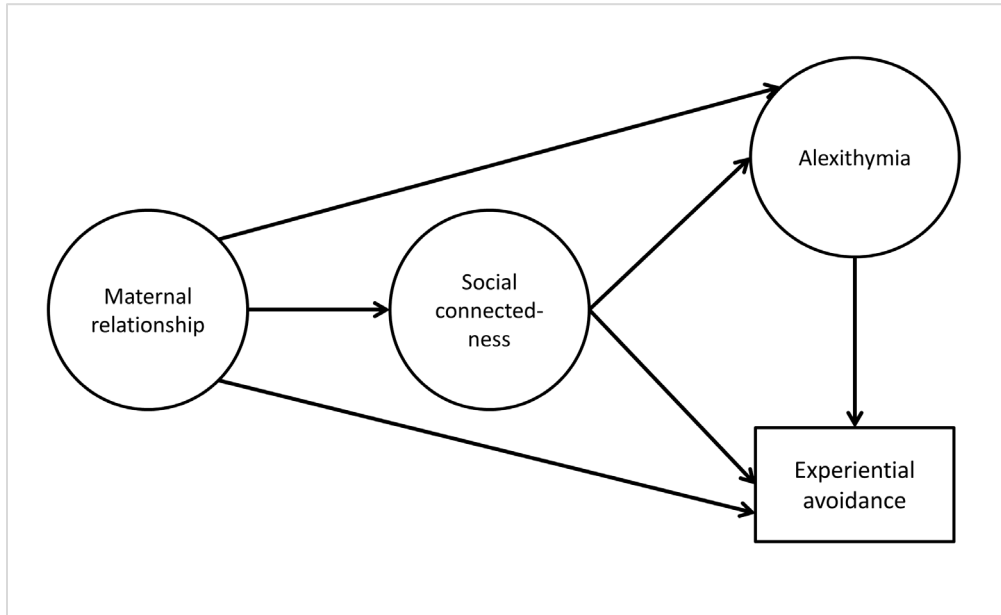 Alexithymia
Maternal
relationship
Social
connected-
ness
Experiential
avoidance